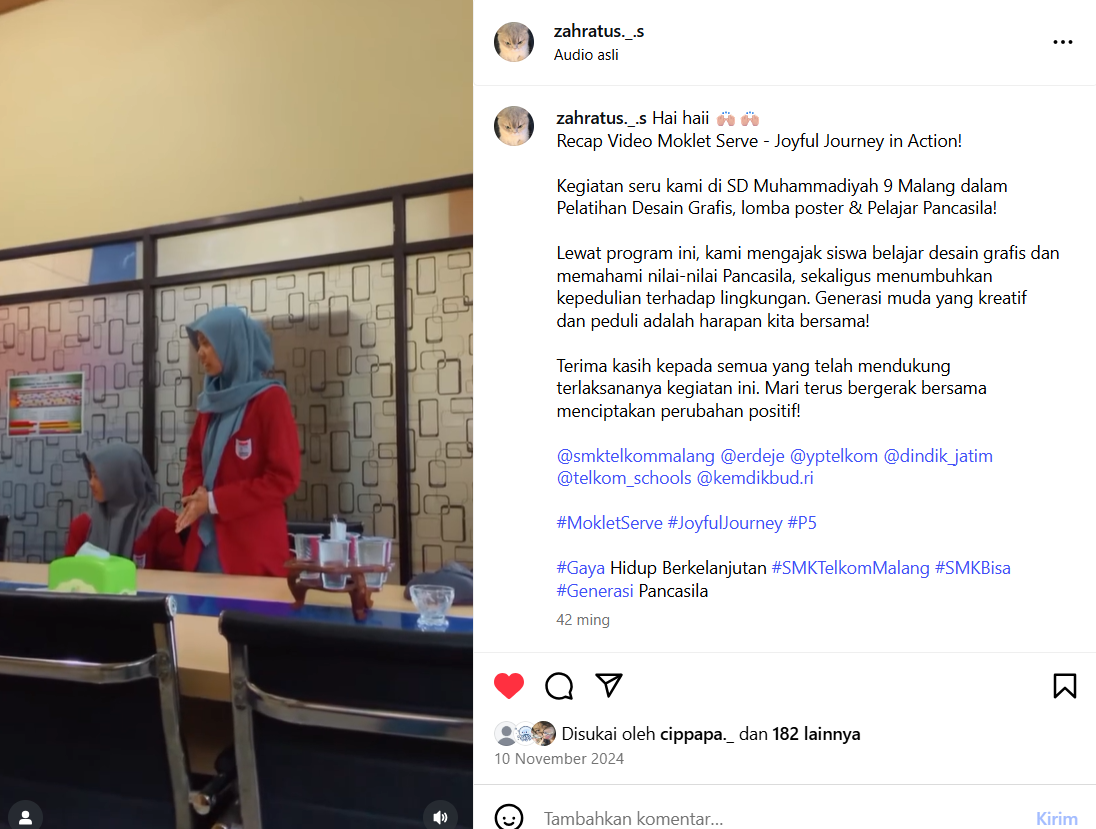 zahratus._.s
Audio asli
zahratus._.s Hai haii 🙌🏼 🙌🏼
Recap Video Moklet Serve - Joyful Journey in Action!
Kegiatan seru kami di SD Muhammadiyah 9 Malang dalam
Pelatihan Desain Grafis, lomba poster & Pelajar Pancasila!
Lewat program ini, kami mengajak siswa belajar desain grafis dan
memahami nilai-nilai Pancasila, sekaligus menumbuhkan
kepedulian terhadap lingkungan. Generasi muda yang kreatif
dan peduli adalah harapan kita bersama!
Terima kasih kepada semua yang telah mendukung
terlaksananya kegiatan ini. Mari terus bergerak bersama
menciptakan perubahan positif!
@smktelkommalang @erdeje @yptelkom @dindik_jatim
@telkom_schools @kemdikbud.ri
#MokletServe #JoyfulJourney #P5
#Gaya Hidup Berkelanjutan #SMKTelkomMalang #SMKBisa
#Generasi Pancasila
42 ming
Disukai oleh cippapa._ dan 182 lainnya
10 November 2024
Tambahkan komentar...
Kirim